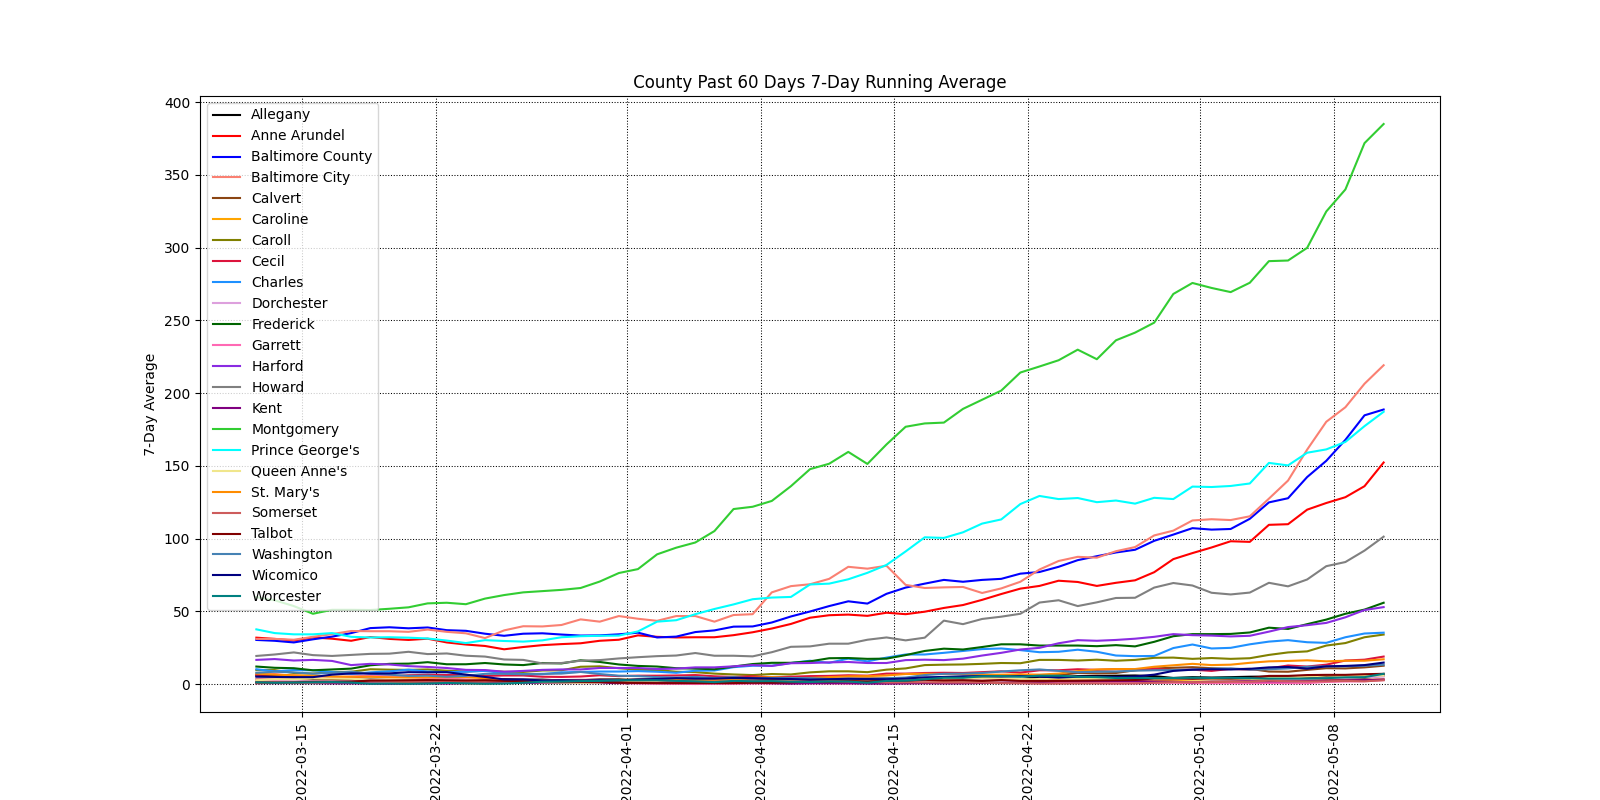 County Past 60 Days 7-Day Running Average
400
350
300
250
200
150
100
50
0
7-Day Average
Allegany
Anne Arundel
Baltimore County
Baltimore City
Calvert
Caroline
Caroll
Cecil
Charles
Dorchester
Frederick
Garrett
Harford
Howard
Kent
Montgomery
Prince George's
Queen Anne's
St. Mary's
Somerset
Talbot
Washington
Wicomico
Worcester
2022-03-15
2022-03-22
2022-04-01
2022-04-08
2022-04-15
2022-04-22
2022-05-01
2022-05-08